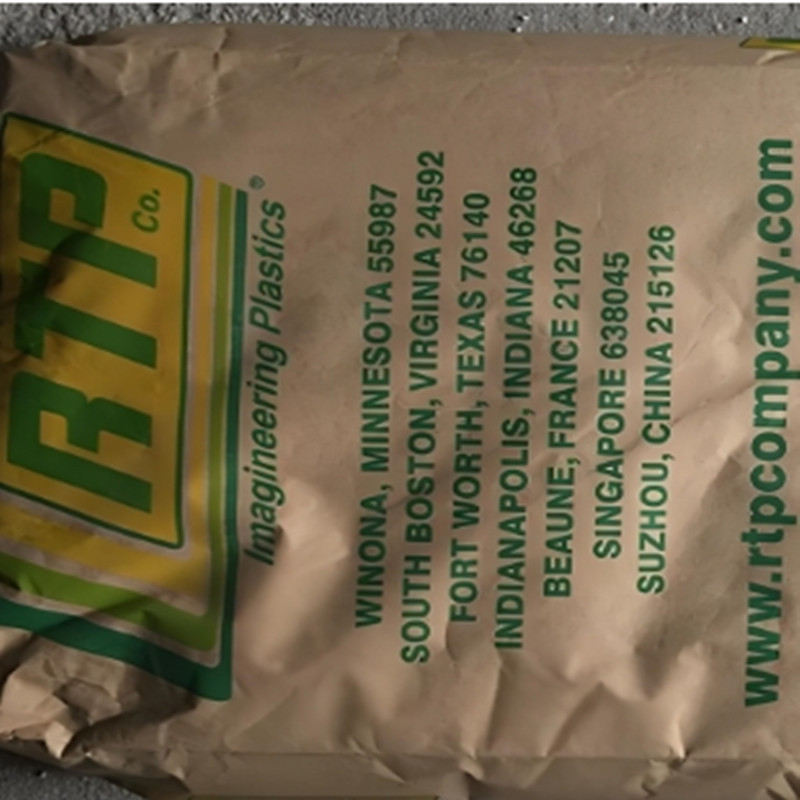 RTP Co.
Imagineering Plastics®
WINONA, MINNESOTA 55987
SOUTH BOSTON, VIRGINIA 24592
FORT WORTH, TEXAS 76140
INDIANAPOLIS, INDIANA 46268
BEAUNE, FRANCE 21207
SINGAPORE 638045
SUZHOU, CHINA 215126
www.rtpcompany.com